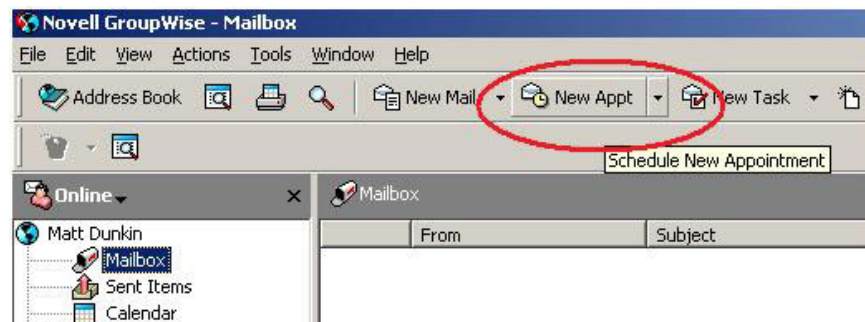 Novell GroupWise - Mailbox
File Edit View Actions Tools Window Help
Address Book New Mail New Appt New Task
Schedule New Appointment
Online Mailbox
From Subject
Matt Dunkin
Mailbox
Sent Items
Calendar